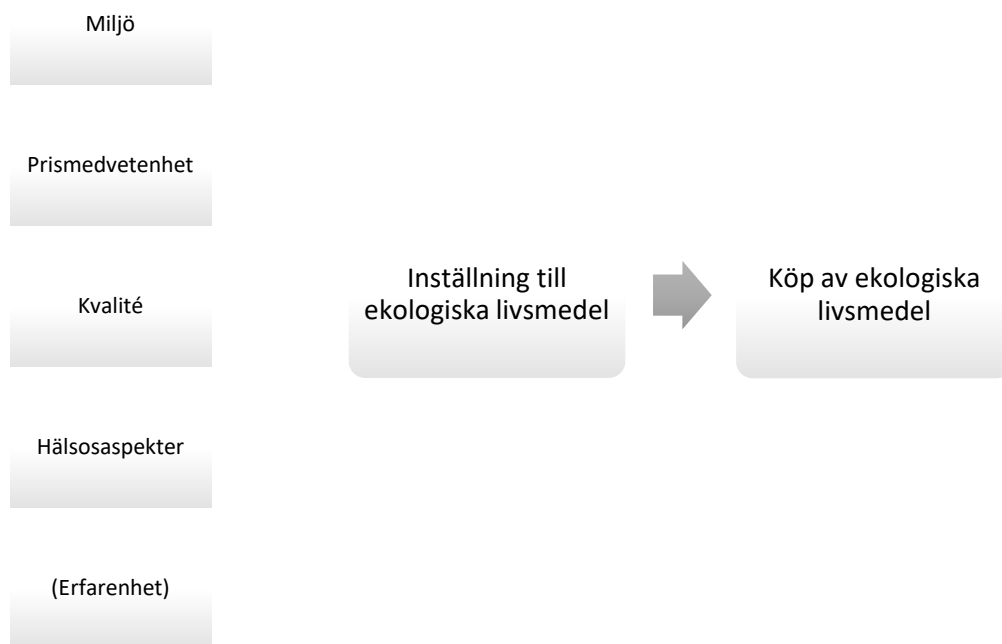 Miljö
Prismedvetenhet
Kvalité
Hälsosaspekter
(Erfarenhet)
Inställning till
ekologiska livsmedel
Köp av ekologiska
livsmedel